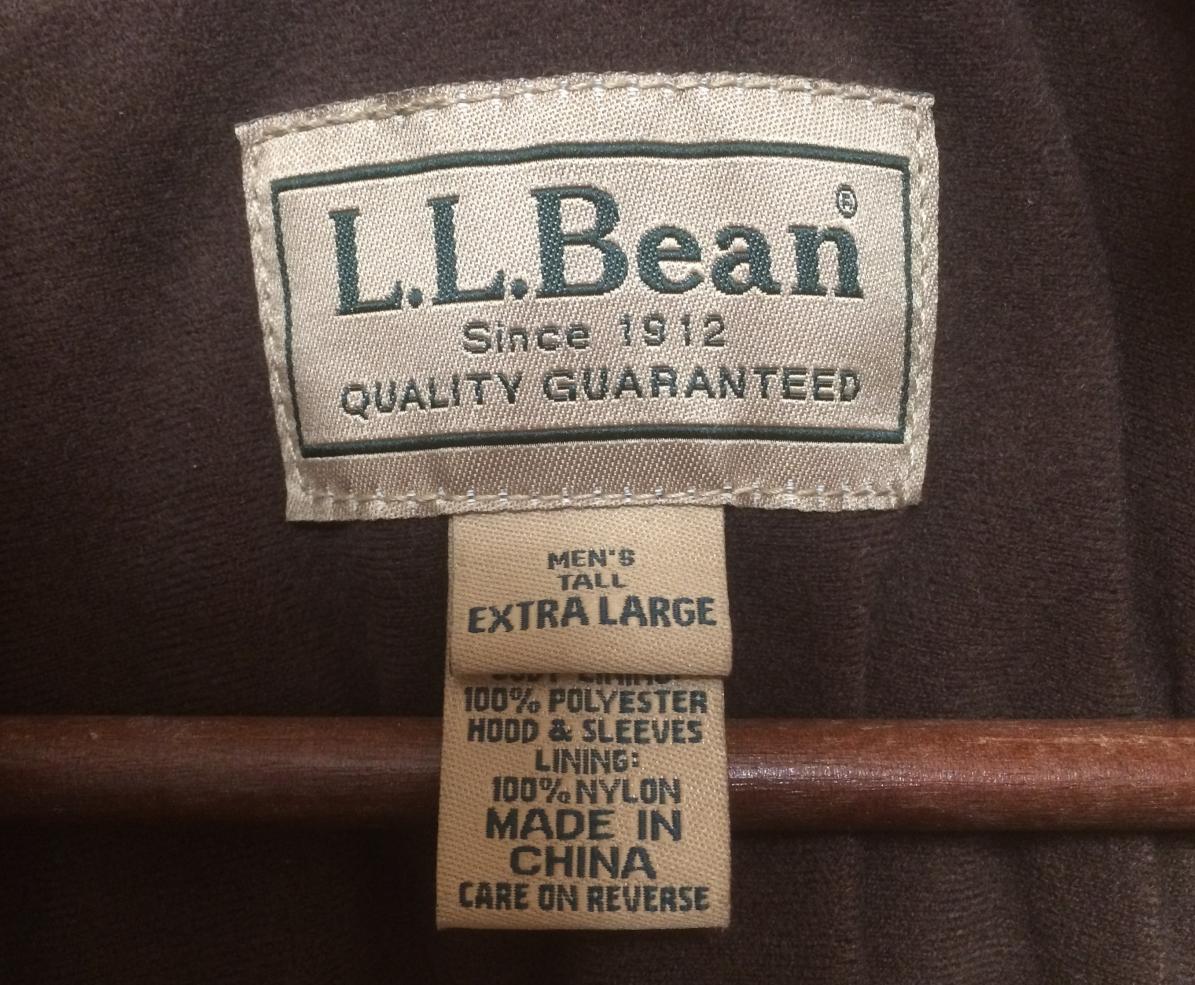 L.L.Bean®
Since 1912
QUALITY GUARANTEED
MEN'S
TALL
EXTRA LARGE
100% POLYESTER
HOOD & SLEEVES
LINING:
100% NYLON
MADE IN
CHINA
CARE ON REVERSE